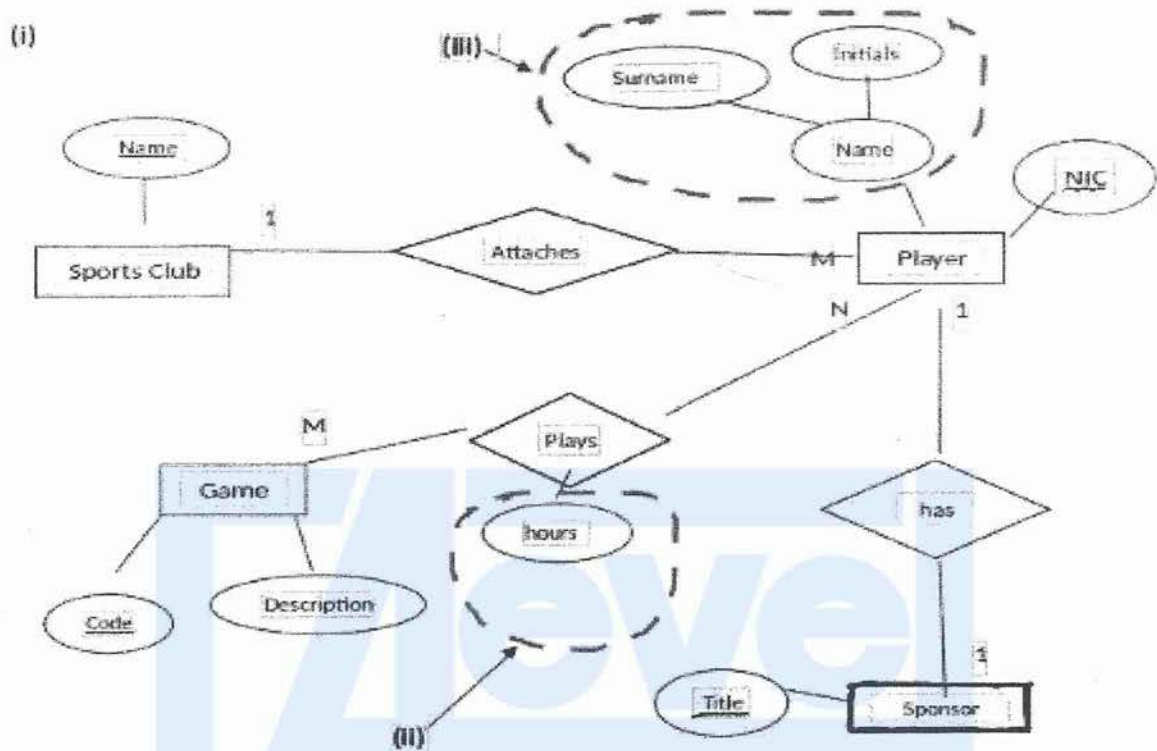 (i)
(iii)
Surname
Initials
Name
Name
NIC
1
Attaches
M
Player
Sports Club
N
1
M
Plays
Game
has
hours
Code
Description
1
Title
Sponsor
(ii)
A level